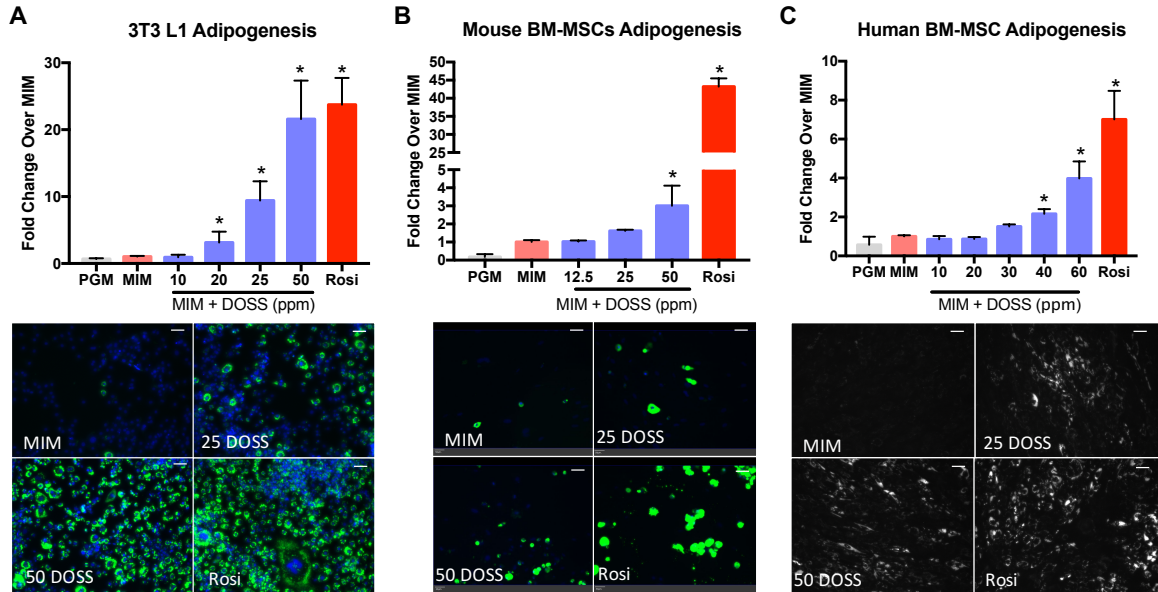 A
3T3 L1 Adipogenesis
Fold Change Over MIM
30
20
10
0
*
*
*
*
PGM MIM 10 20 25 50 Rosi
MIM + DOSS (ppm)
MIM
25 DOSS
50 DOSS
Rosi
B
Mouse BM-MSCs Adipogenesis
Fold Change Over MIM
45
40
35
30
25
5
4
3
2
1
0
*
*
PGM MIM 12.5 25 50 Rosi
MIM + DOSS (ppm)
MIM
25 DOSS
50 DOSS
Rosi
C
Human BM-MSC Adipogenesis
Fold Change Over MIM
10
8
6
4
2
0
*
*
*
PGM MIM 10 20 30 40 60 Rosi
MIM + DOSS (ppm)
MIM
25 DOSS
50 DOSS
Rosi